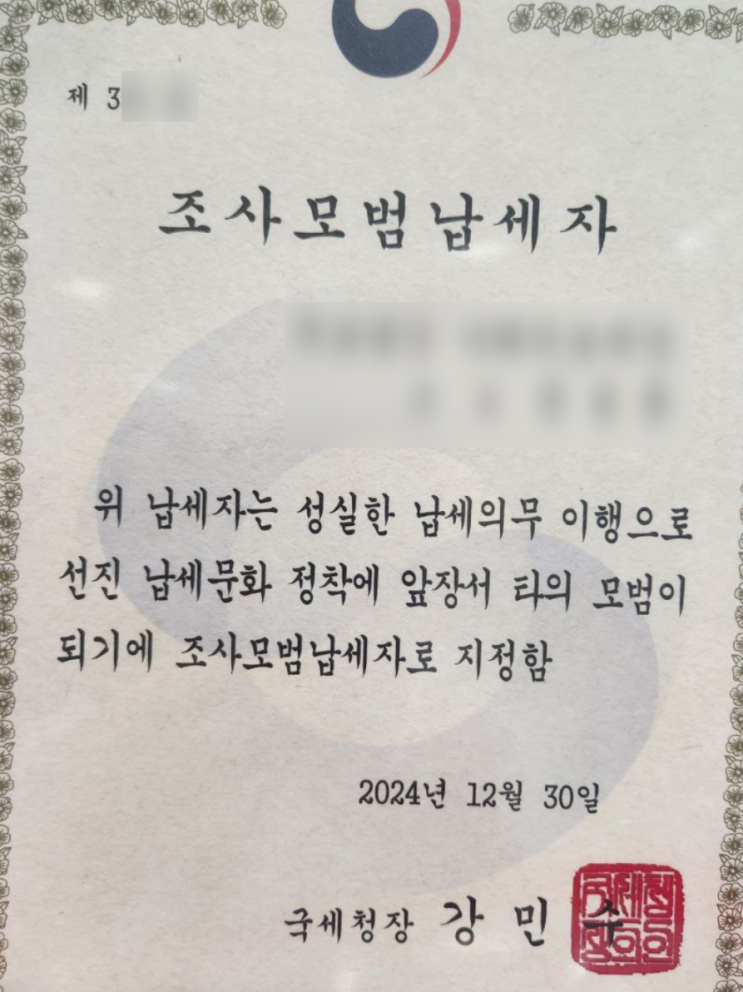 제 3
조사모범납세자
위 납세자는 성실한 납세의무 이행으로
선진 납세문화 정착에 앞장서 타의 모범이
되기에 조사모범납세자로 지정함
2024년 12월 30일
국세청장 강 민 수